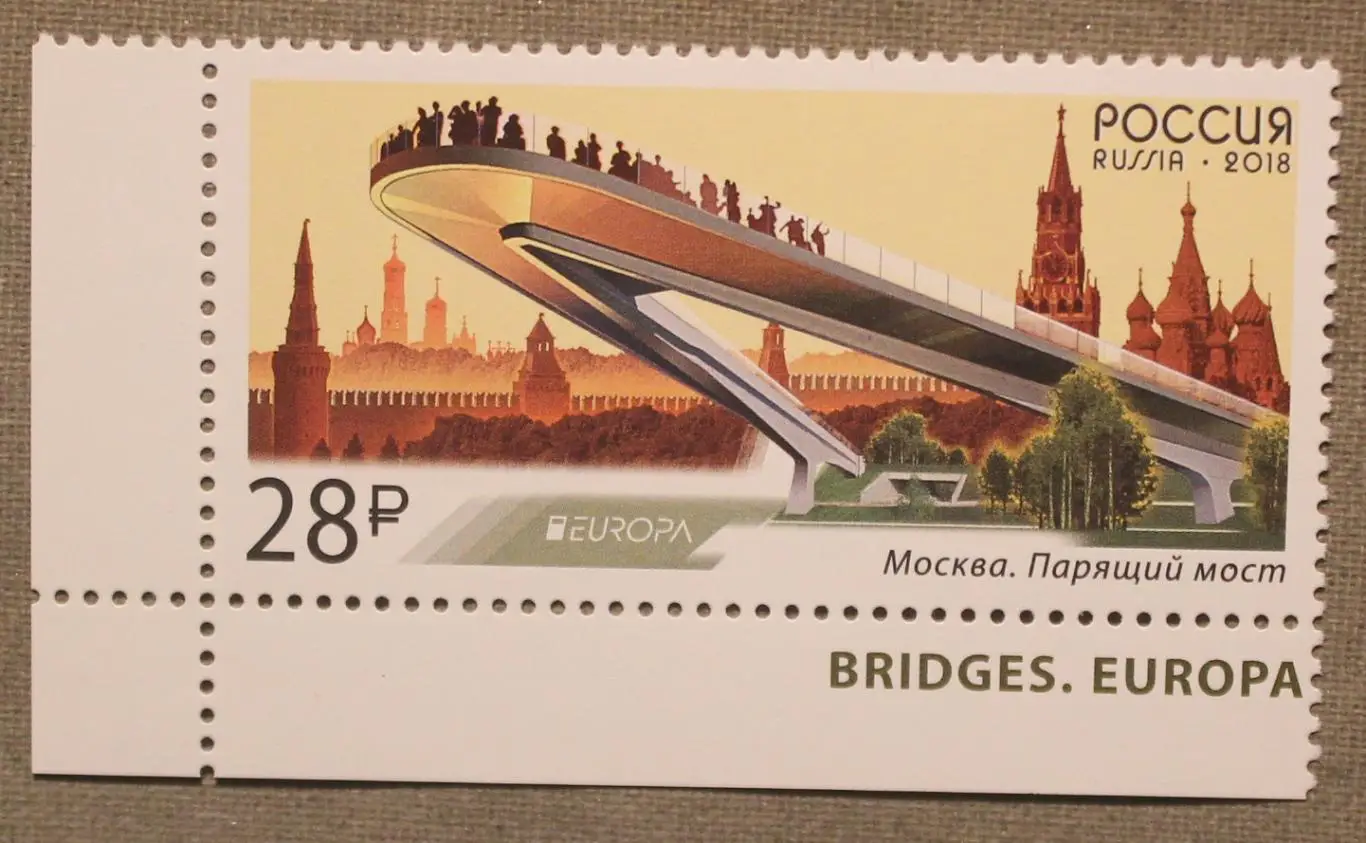 РОССИЯ
RUSSIA · 2018
28₽
EUROPA
Москва. Парящий мост
BRIDGES. EUROPA